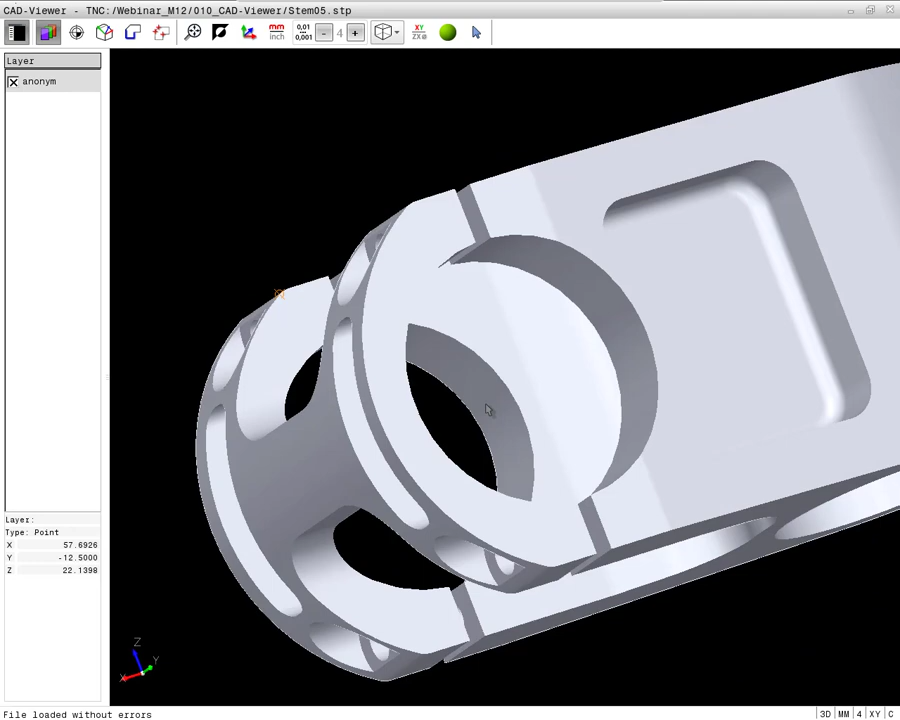 CAD-Viewer - TNC:/Webinar_M12/010_CAD-Viewer/Stem05.stp
mm
inch
0,01
0,001
- 4 +
XY
ZXØ
Layer
anonym
Layer:
Type: Point
X 57.6926
Y -12.5000
Z 22.1398
Z
Y
X
File loaded without errors
3D MM 4 XY C